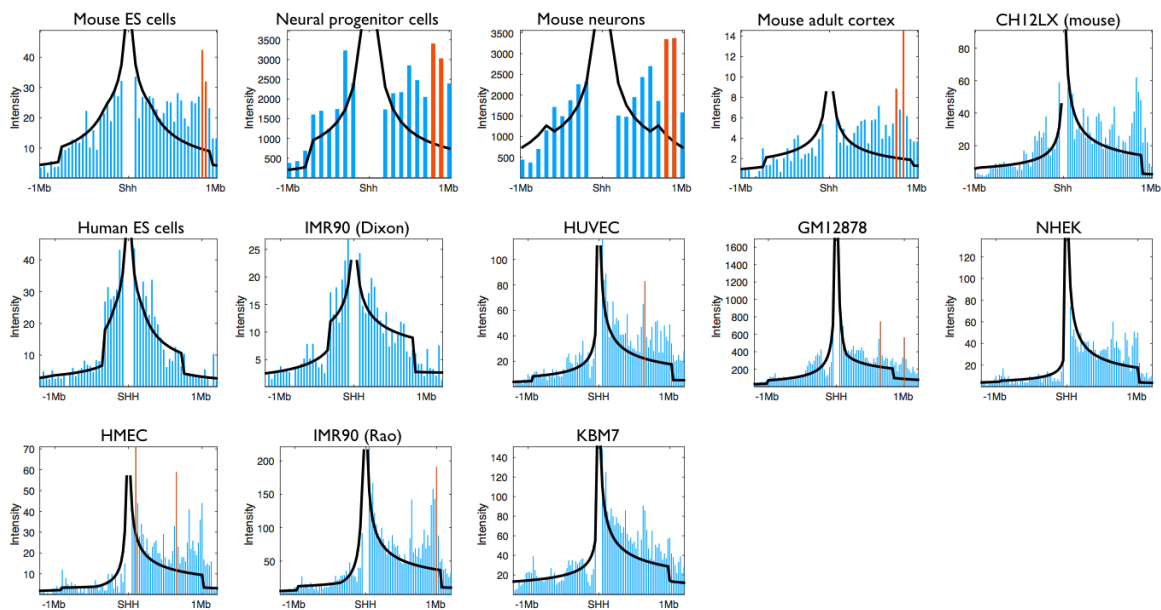 Mouse ES cells
Intensity
40
30
20
10
-1Mb Shh 1Mb
Neural progenitor cells
Intensity
3500
3000
2500
2000
1500
1000
500
-1Mb Shh 1Mb
Mouse neurons
Intensity
3500
3000
2500
2000
1500
1000
500
-1Mb Shh 1Mb
Mouse adult cortex
Intensity
14
12
10
8
6
4
2
-1Mb Shh 1Mb
CH12LX (mouse)
Intensity
80
60
40
20
-1Mb Shh 1Mb
Human ES cells
Intensity
40
30
20
10
-1Mb SHH 1Mb
IMR90 (Dixon)
Intensity
25
20
15
10
5
-1Mb SHH 1Mb
HUVEC
Intensity
100
80
60
40
20
-1Mb SHH 1Mb
GM12878
Intensity
1600
1400
1200
1000
800
600
400
200
-1Mb SHH 1Mb
NHEK
Intensity
120
100
80
60
40
20
-1Mb SHH 1Mb
HMEC
Intensity
70
60
50
40
30
20
10
-1Mb SHH 1Mb
IMR90 (Rao)
Intensity
200
150
100
50
-1Mb SHH 1Mb
KBM7
Intensity
140
120
100
80
60
40
20
-1Mb SHH 1Mb